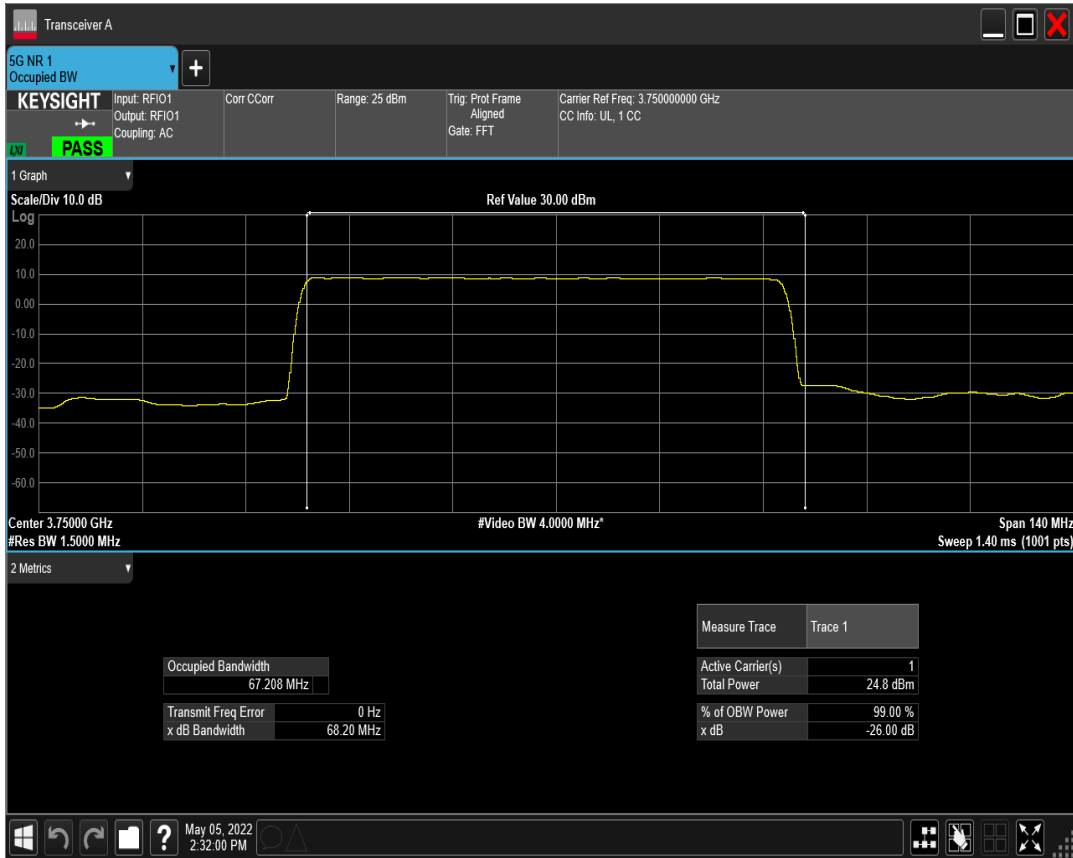 Transceiver A
5G NR 1
Occupied BW
+
KEYSIGHT
LXI
PASS
Input: RFIO1
Output: RFIO1
Coupling: AC
Corr CCorr
Range: 25 dBm
Trig: Prot Frame
Aligned
Gate: FFT
Carrier Ref Freq: 3.750000000 GHz
CC Info: UL, 1 CC
1 Graph
Scale/Div 10.0 dB
Ref Value 30.00 dBm
Log
20.0
10.0
0.00
-10.0
-20.0
-30.0
-40.0
-50.0
-60.0
Center 3.75000 GHz
#Video BW 4.0000 MHz*
Span 140 MHz
#Res BW 1.5000 MHz
Sweep 1.40 ms (1001 pts)
2 Metrics
Measure Trace Trace 1
Occupied Bandwidth
67.208 MHz
Active Carrier(s) 1
Total Power 24.8 dBm
Transmit Freq Error 0 Hz
x dB Bandwidth 68.20 MHz
% of OBW Power 99.00 %
x dB -26.00 dB
?
May 05, 2022
2:32:00 PM